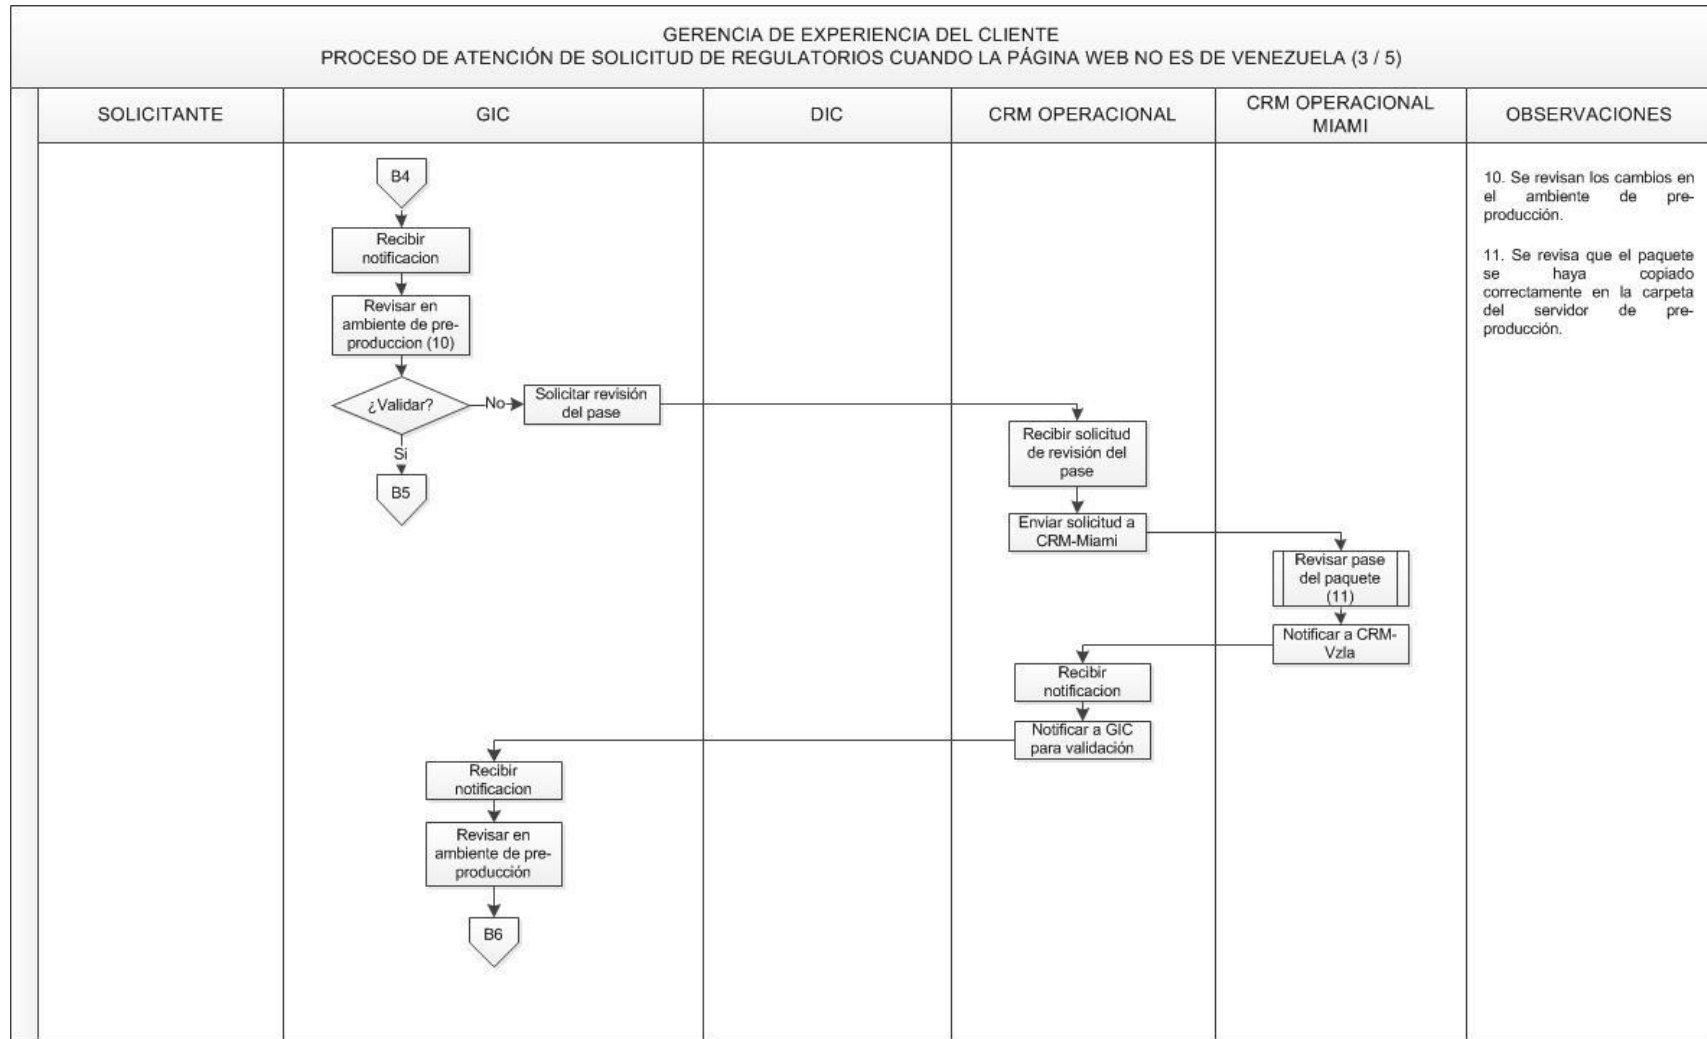 GERENCIA DE EXPERIENCIA DEL CLIENTE
PROCESO DE ATENCIÓN DE SOLICITUD DE REGULATORIOS CUANDO LA PÁGINA WEB NO ES DE VENEZUELA (3 / 5)
SOLICITANTE
GIC
DIC
CRM OPERACIONAL
CRM OPERACIONAL
MIAMI
OBSERVACIONES
B4
Recibir
notificacion
Revisar en
ambiente de pre-
produccion (10)
¿Validar?
No
Solicitar revisión
del pase
Si
B5
Recibir solicitud
de revisión del
pase
Enviar solicitud a
CRM-Miami
Revisar pase
del paquete
(11)
Notificar a CRM-
Vzla
Recibir
notificacion
Notificar a GIC
para validación
Recibir
notificacion
Revisar en
ambiente de pre-
producción
B6
10. Se revisan los cambios en
el ambiente de pre-
producción.
11. Se revisa que el paquete
se haya copiado
correctamente en la carpeta
del servidor de pre-
producción.